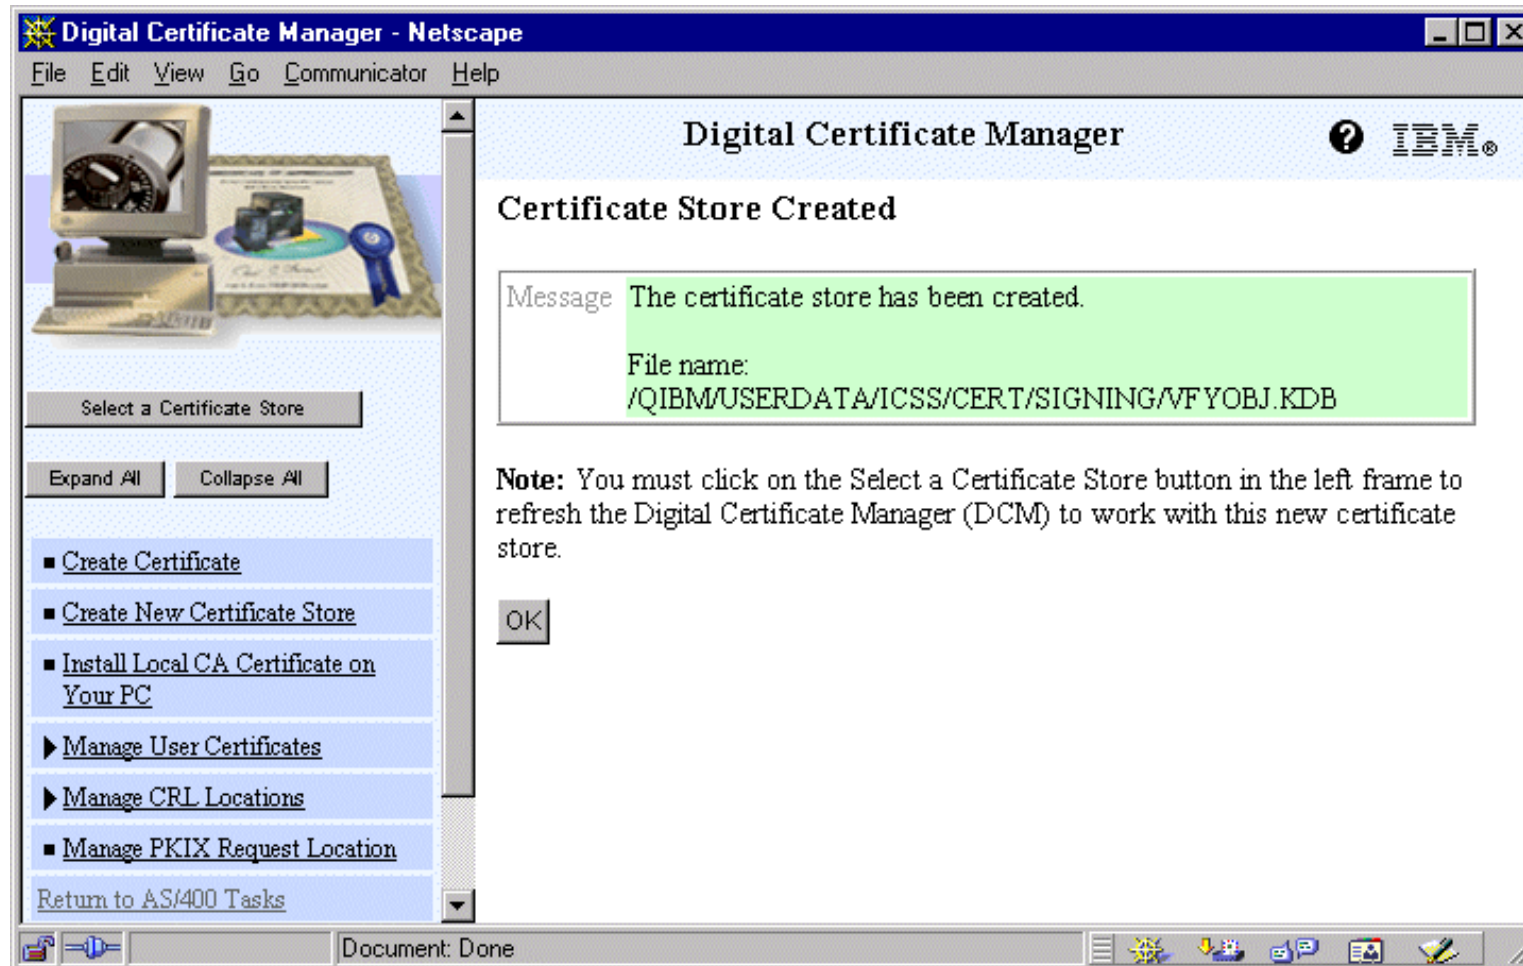 Digital Certificate Manager - Netscape
File Edit View Go Communicator Help
Select a Certificate Store
Expand All Collapse All
Create Certificate
Create New Certificate Store
Install Local CA Certificate on
Your PC
Manage User Certificates
Manage CRL Locations
Manage PKIX Request Location
Return to AS/400 Tasks
Digital Certificate Manager ? IBM®
Certificate Store Created
Message The certificate store has been created.
File name:
/QIBM/USERDATA/ICSS/CERT/SIGNING/VFYOBJ.KDB
Note: You must click on the Select a Certificate Store button in the left frame to
refresh the Digital Certificate Manager (DCM) to work with this new certificate
store.
OK
Document: Done